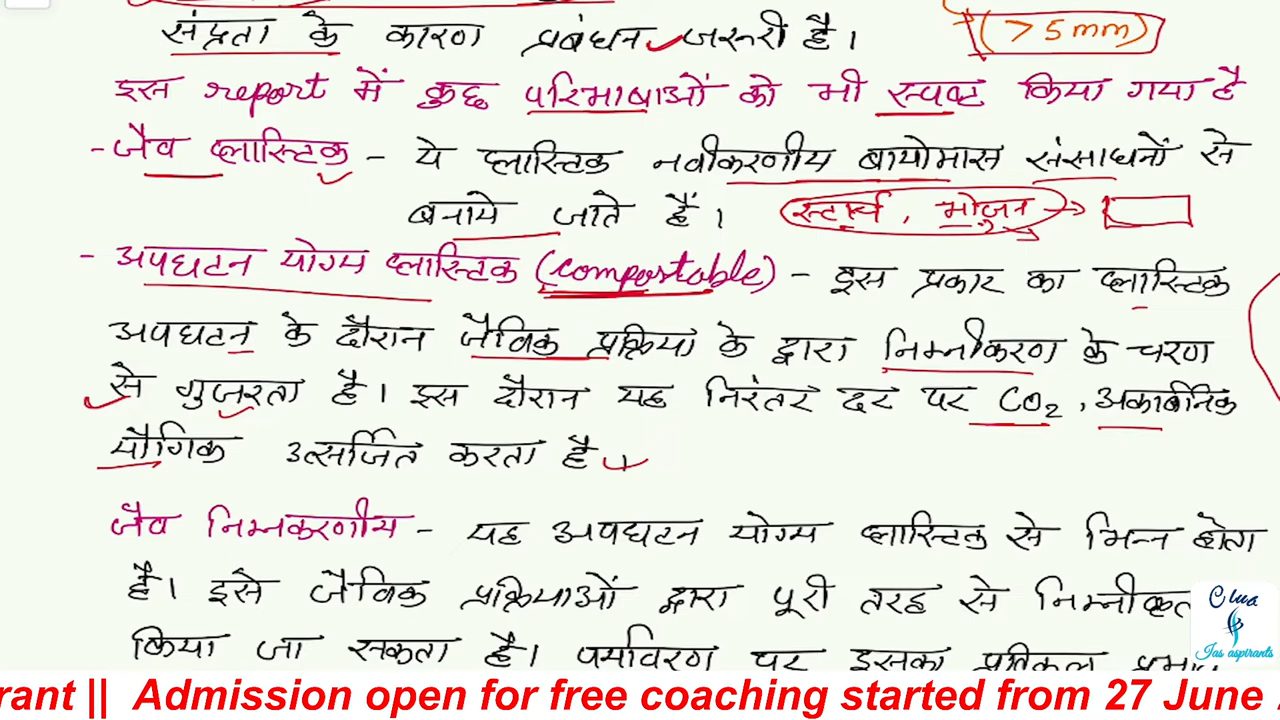 संद्रता के कारण प्रबंधन जरूरी है।
(> 5 mm)
इस report में कुछ परिभाषाओं को भी स्पष्ट किया गया है
- जैव प्लास्टिक - ये प्लास्टिक नवीकरणीय बायोमास संसाधनों से
बनाये जाते हैं। स्टार्च, भोजन →
- अपघटन योग्य प्लास्टिक (compostable) - इस प्रकार का प्लास्टिक
अपघटन के दौरान जैविक प्रक्रिया के द्वारा निम्नीकरण के चरण
से गुजरता है। इस दौरान यह निरंतर दर पर CO₂, अकार्बनिक
यौगिक उत्सर्जित करता है
जैव निम्नकरणीय - यह अपघटन योग्य प्लास्टिक से भिन्न होता
है। इसे जैविक प्रक्रियाओं द्वारा पूरी तरह से निम्नीकृत
किया जा सकता है। पर्यावरण पर इसका
Ias aspirants
rant || Admission open for free coaching started from 27 June